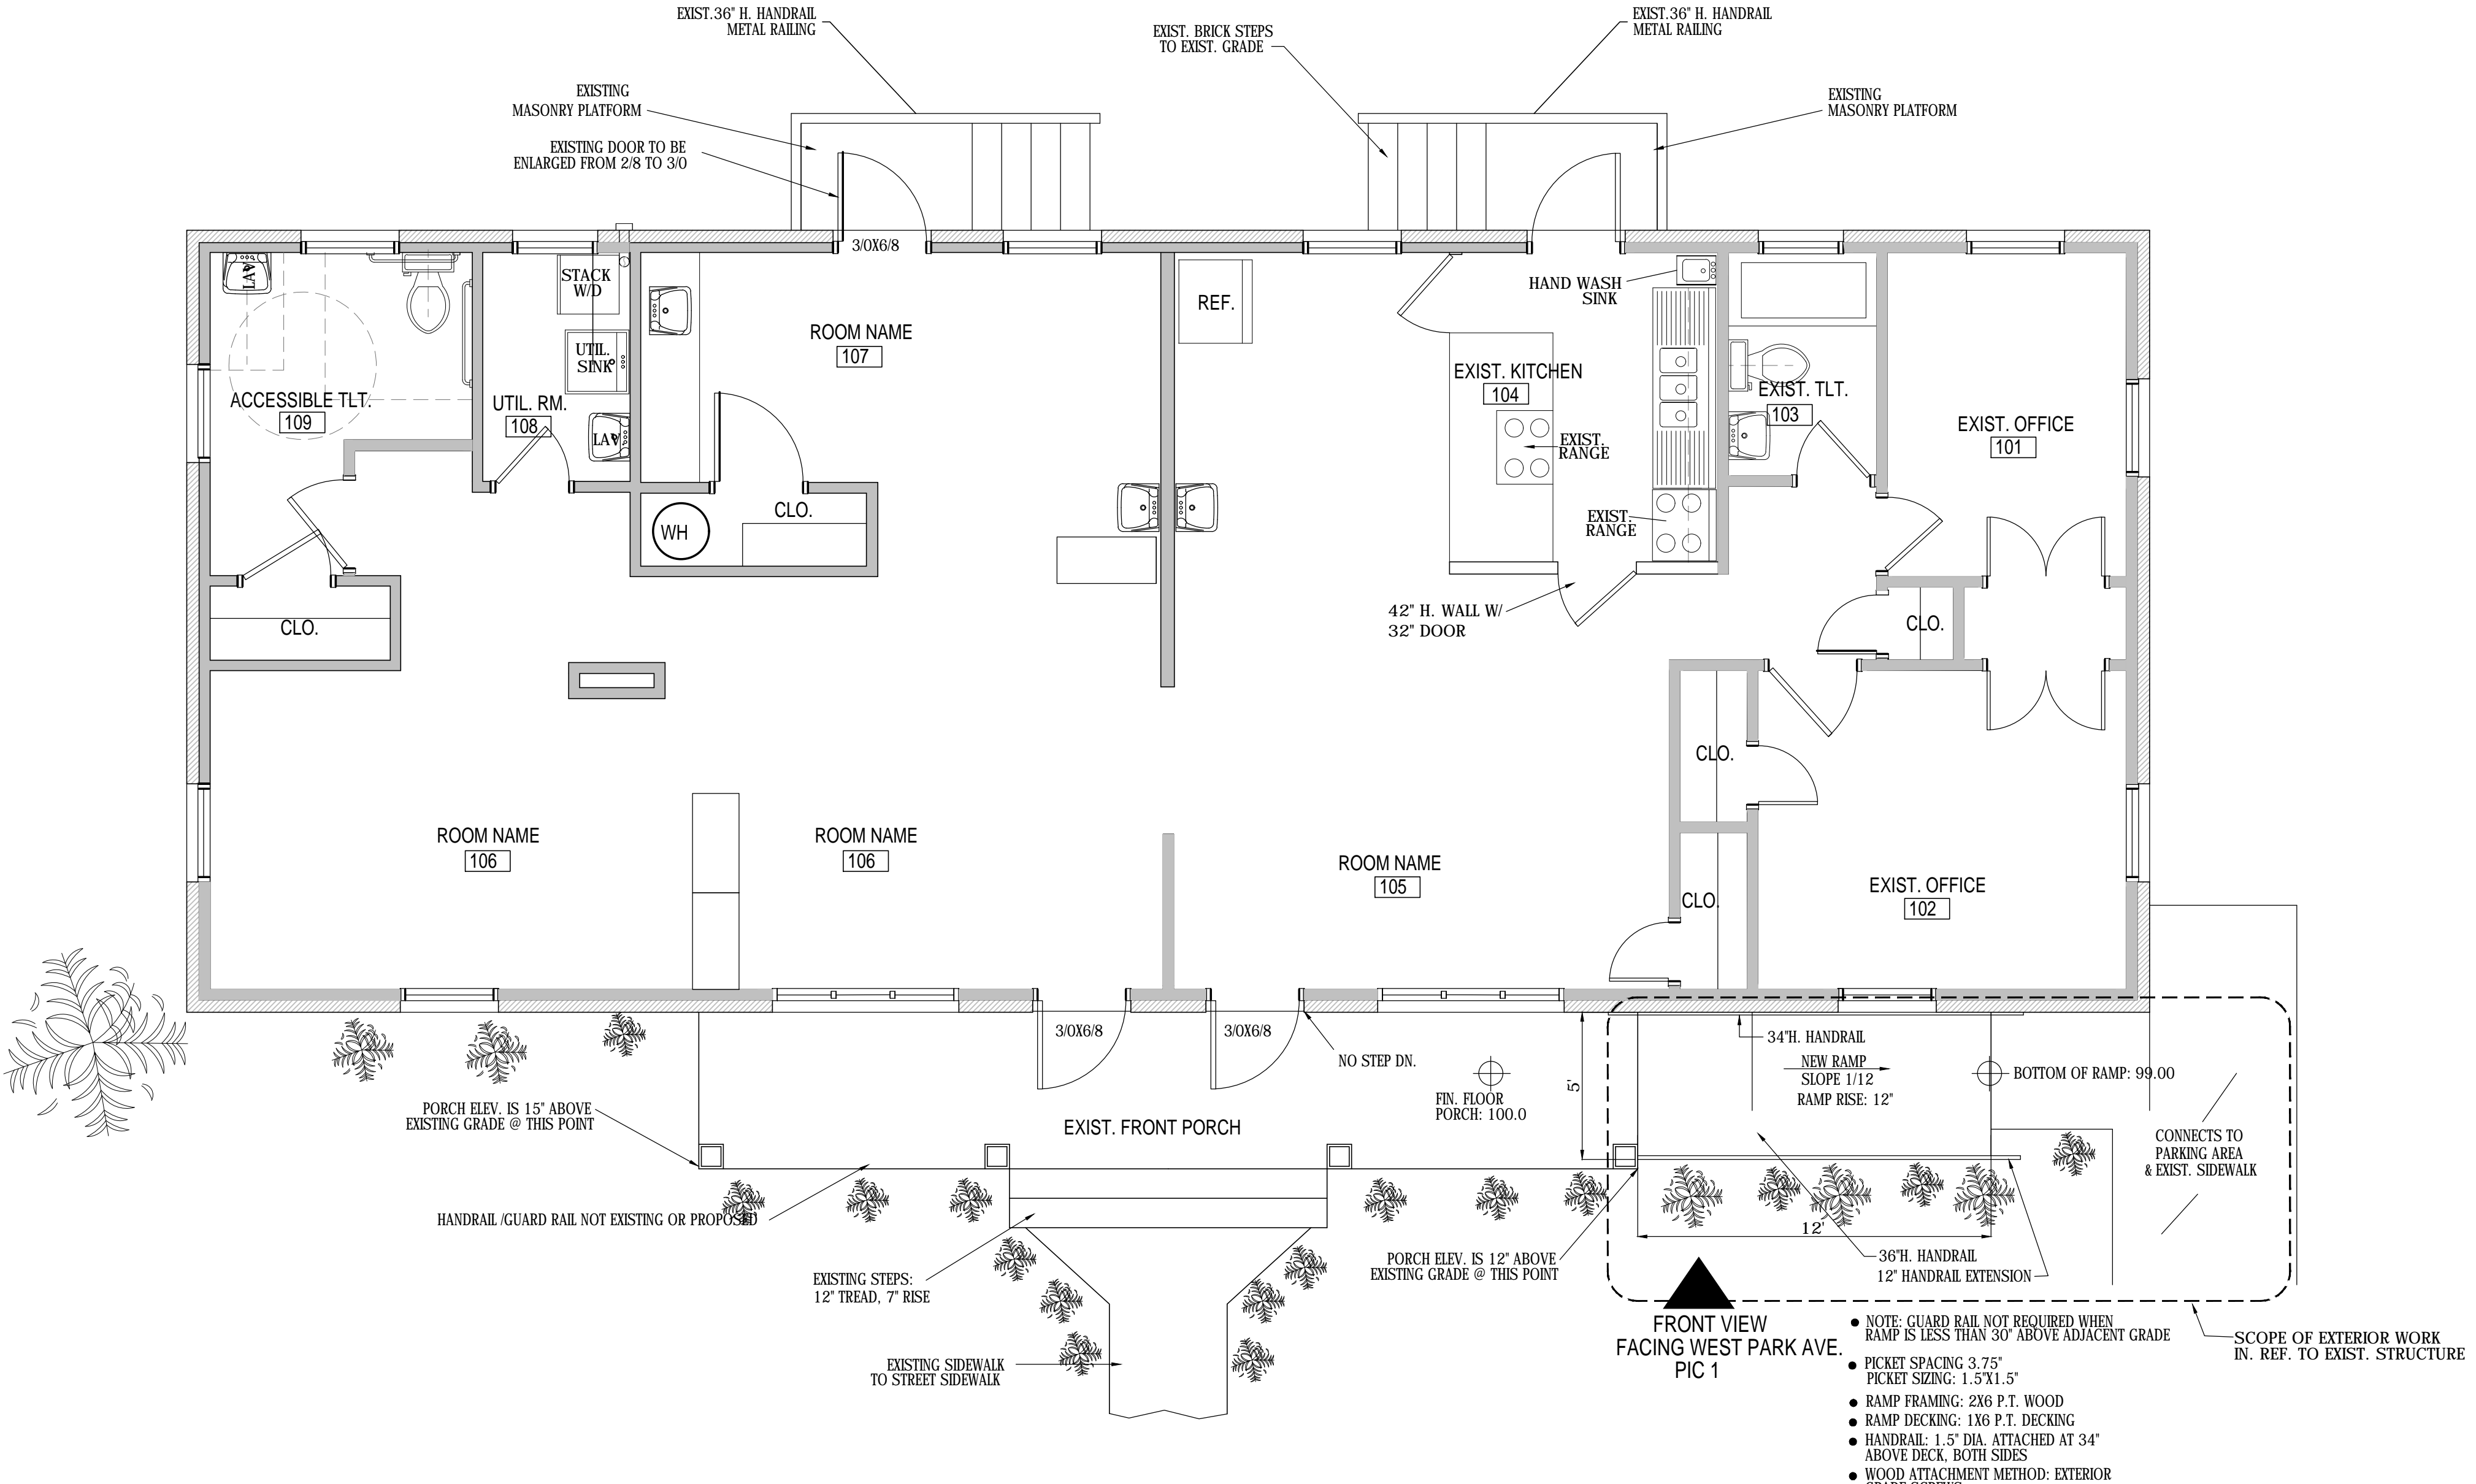 EXIST.36" H. HANDRAIL
METAL RAILING
EXIST. BRICK STEPS
TO EXIST. GRADE
EXIST.36" H. HANDRAIL
METAL RAILING
EXISTING
MASONRY PLATFORM
EXISTING
MASONRY PLATFORM
EXISTING DOOR TO BE
ENLARGED FROM 2/8 TO 3/0
3/0X6/8
LAV
STACK
W/D
UTIL.
SINK
LAV
ROOM NAME
107
REF.
HAND WASH
SINK
EXIST. KITCHEN
104
EXIST. TLT.
103
ACCESSIBLE TLT.
109
UTIL. RM.
108
EXIST. OFFICE
101
EXIST.
RANGE
EXIST.
RANGE
WH
CLO.
42" H. WALL W/
32" DOOR
CLO.
CLO.
CLO.
CLO.
ROOM NAME
106
ROOM NAME
106
ROOM NAME
105
EXIST. OFFICE
102
3/0X6/8
3/0X6/8
NO STEP DN.
34"H. HANDRAIL
NEW RAMP
SLOPE 1/12
RAMP RISE: 12"
BOTTOM OF RAMP: 99.00
5'
FIN. FLOOR
PORCH: 100.0
PORCH ELEV. IS 15" ABOVE
EXISTING GRADE @ THIS POINT
EXIST. FRONT PORCH
CONNECTS TO
PARKING AREA
& EXIST. SIDEWALK
HANDRAIL /GUARD RAIL NOT EXISTING OR PROPOSED
12'
PORCH ELEV. IS 12" ABOVE
EXISTING GRADE @ THIS POINT
36"H. HANDRAIL
12" HANDRAIL EXTENSION
EXISTING STEPS:
12" TREAD, 7" RISE
EXISTING SIDEWALK
TO STREET SIDEWALK
FRONT VIEW
FACING WEST PARK AVE.
PIC 1
SCOPE OF EXTERIOR WORK
IN. REF. TO EXIST. STRUCTURE
● NOTE: GUARD RAIL NOT REQUIRED WHEN
RAMP IS LESS THAN 30" ABOVE ADJACENT GRADE
● PICKET SPACING 3.75"
PICKET SIZING: 1.5"X1.5"
● RAMP FRAMING: 2X6 P.T. WOOD
● RAMP DECKING: 1X6 P.T. DECKING
● HANDRAIL: 1.5" DIA. ATTACHED AT 34"
ABOVE DECK, BOTH SIDES
● WOOD ATTACHMENT METHOD: EXTERIOR